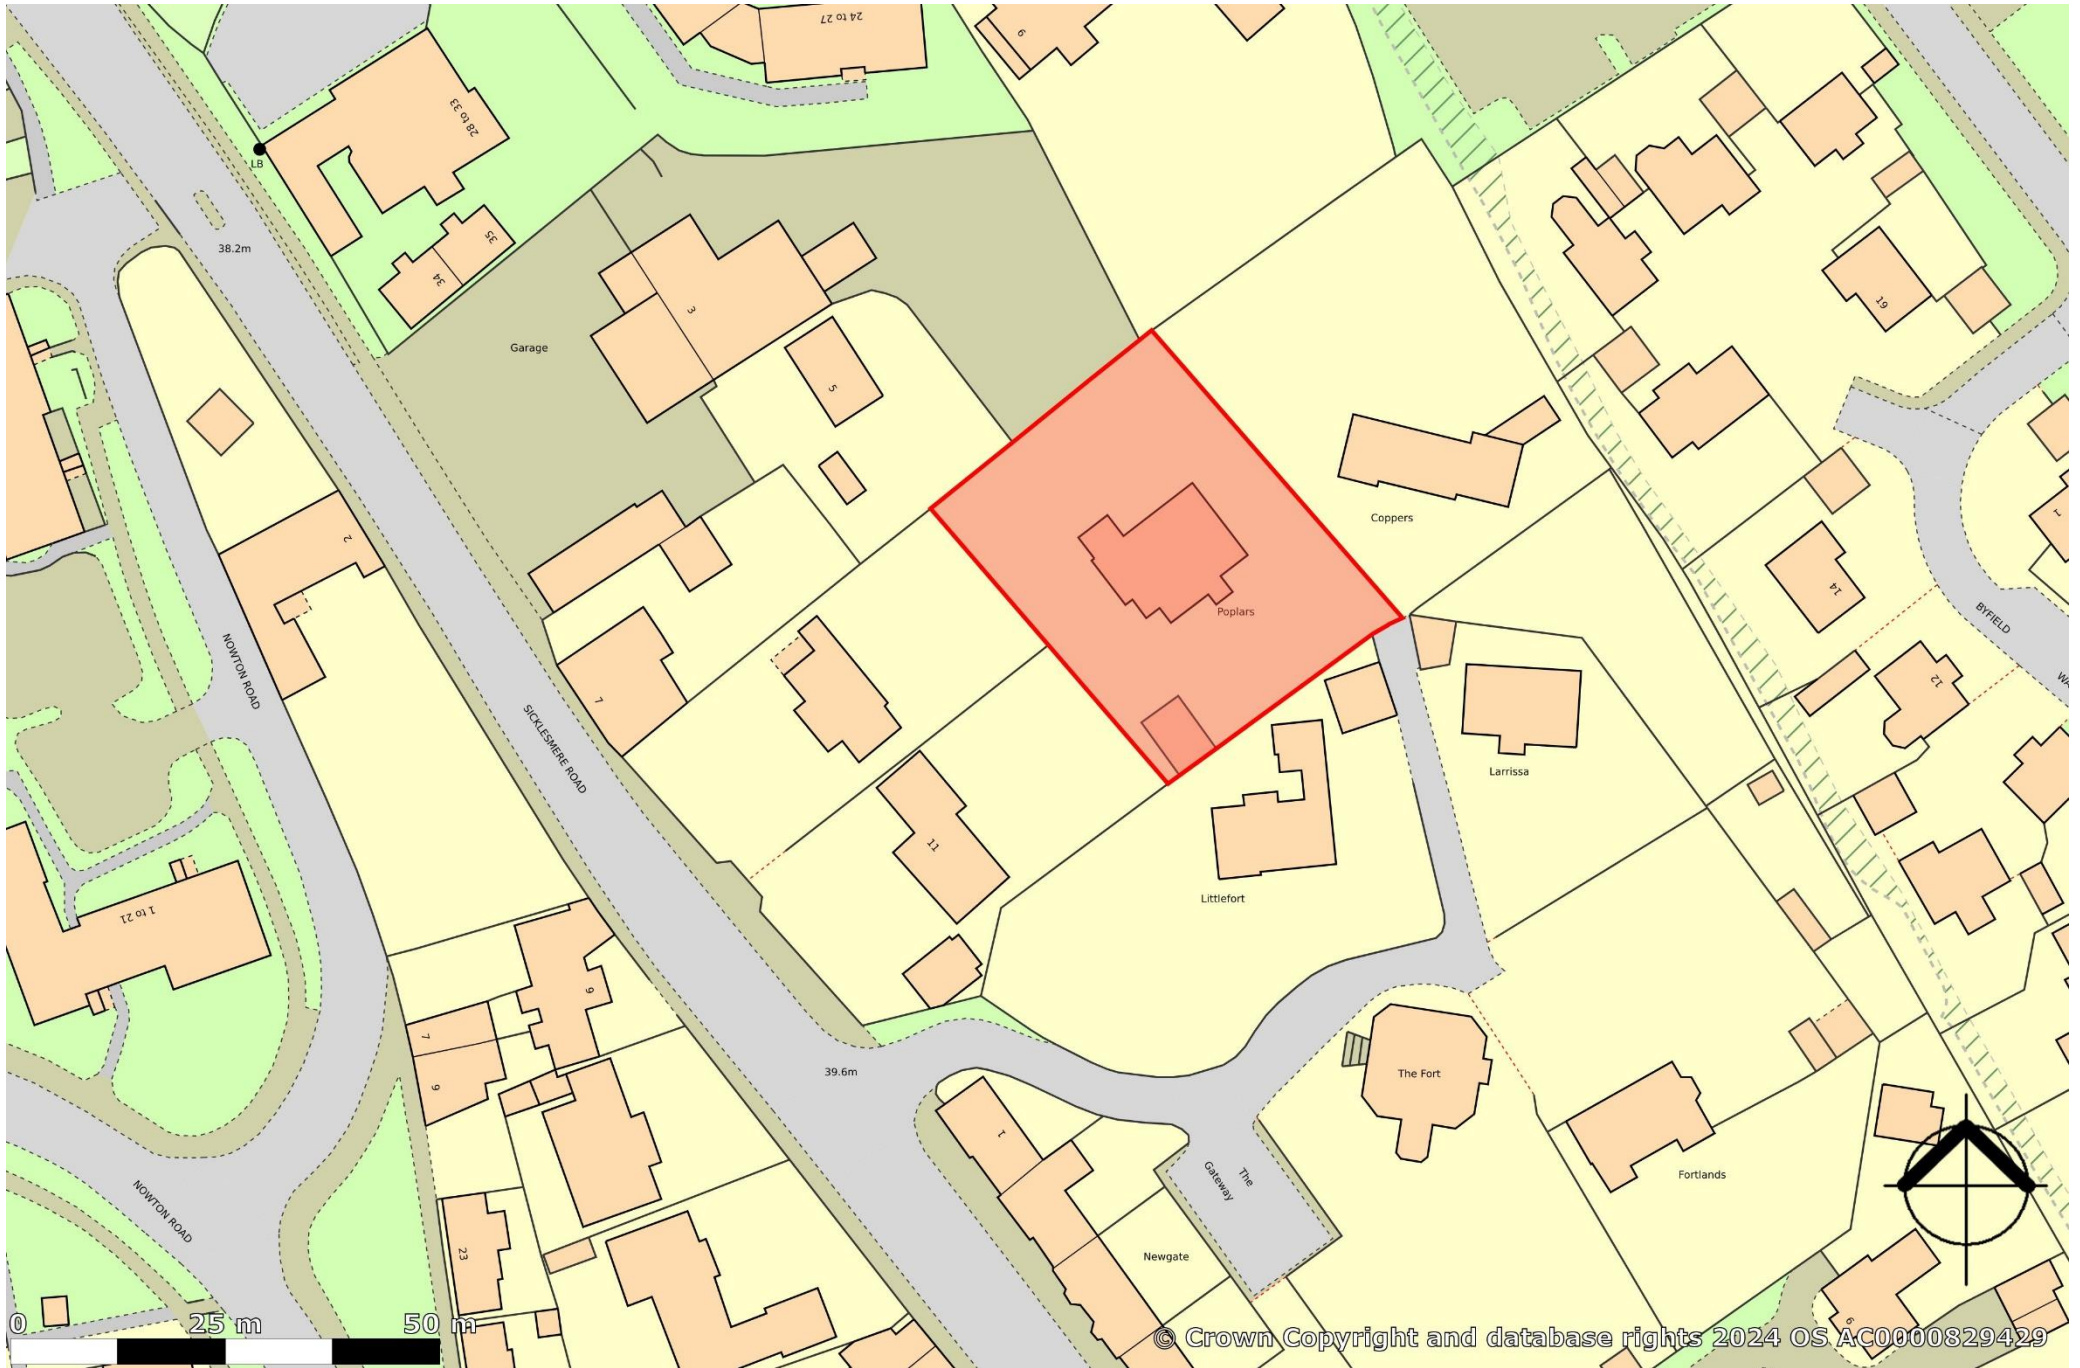 24 to 27
6
28 to 33
LB
35
34
38.2m
3
19
Garage
5
2
Coppers
1
14
BYFIELD
WA
Poplars
NOWTON ROAD
7
SICKLESMERE ROAD
12
Larrissa
11
1 to 21
Littlefort
9
7
9
39.6m
The Fort
1
The
Gateway
Fortlands
NOWTON ROAD
23
Newgate
9
0 25 m 50 m
© Crown Copyright and database rights 2024 OS AC0000829429